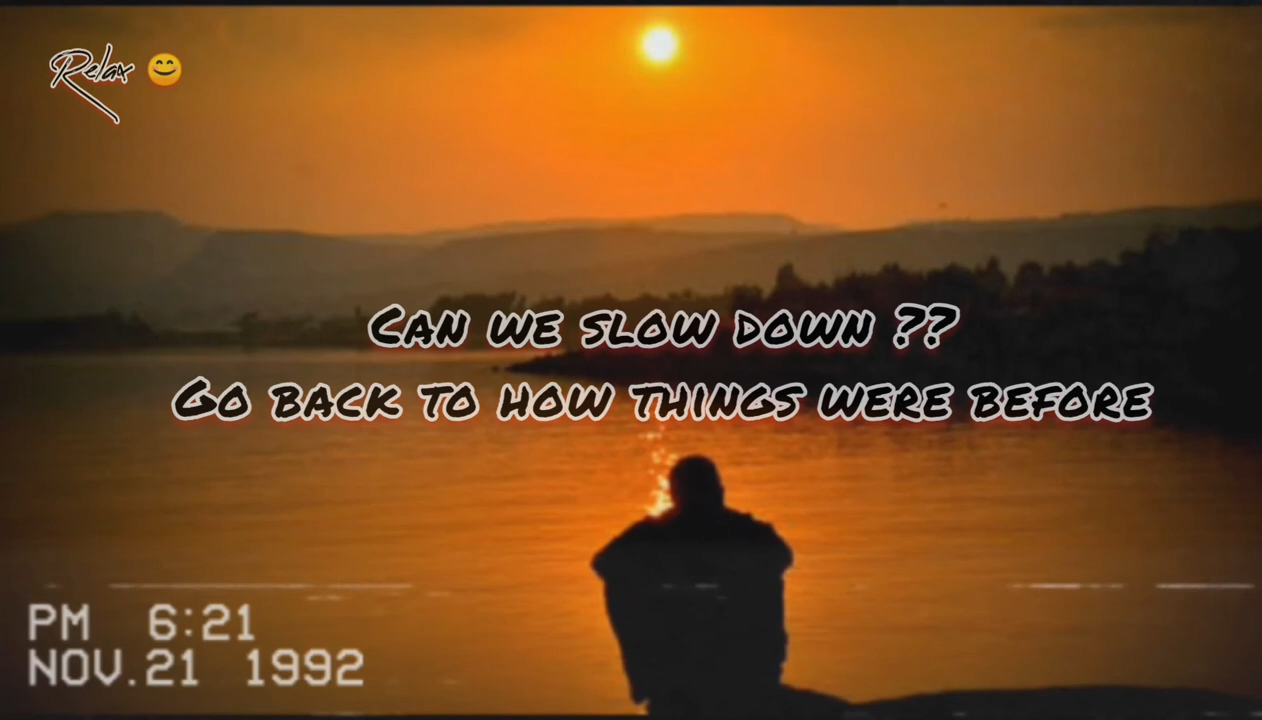 Relax 😊
CAN WE SLOW DOWN ??
GO BACK TO HOW THINGS WERE BEFORE
PM 6:21
NOV.21 1992